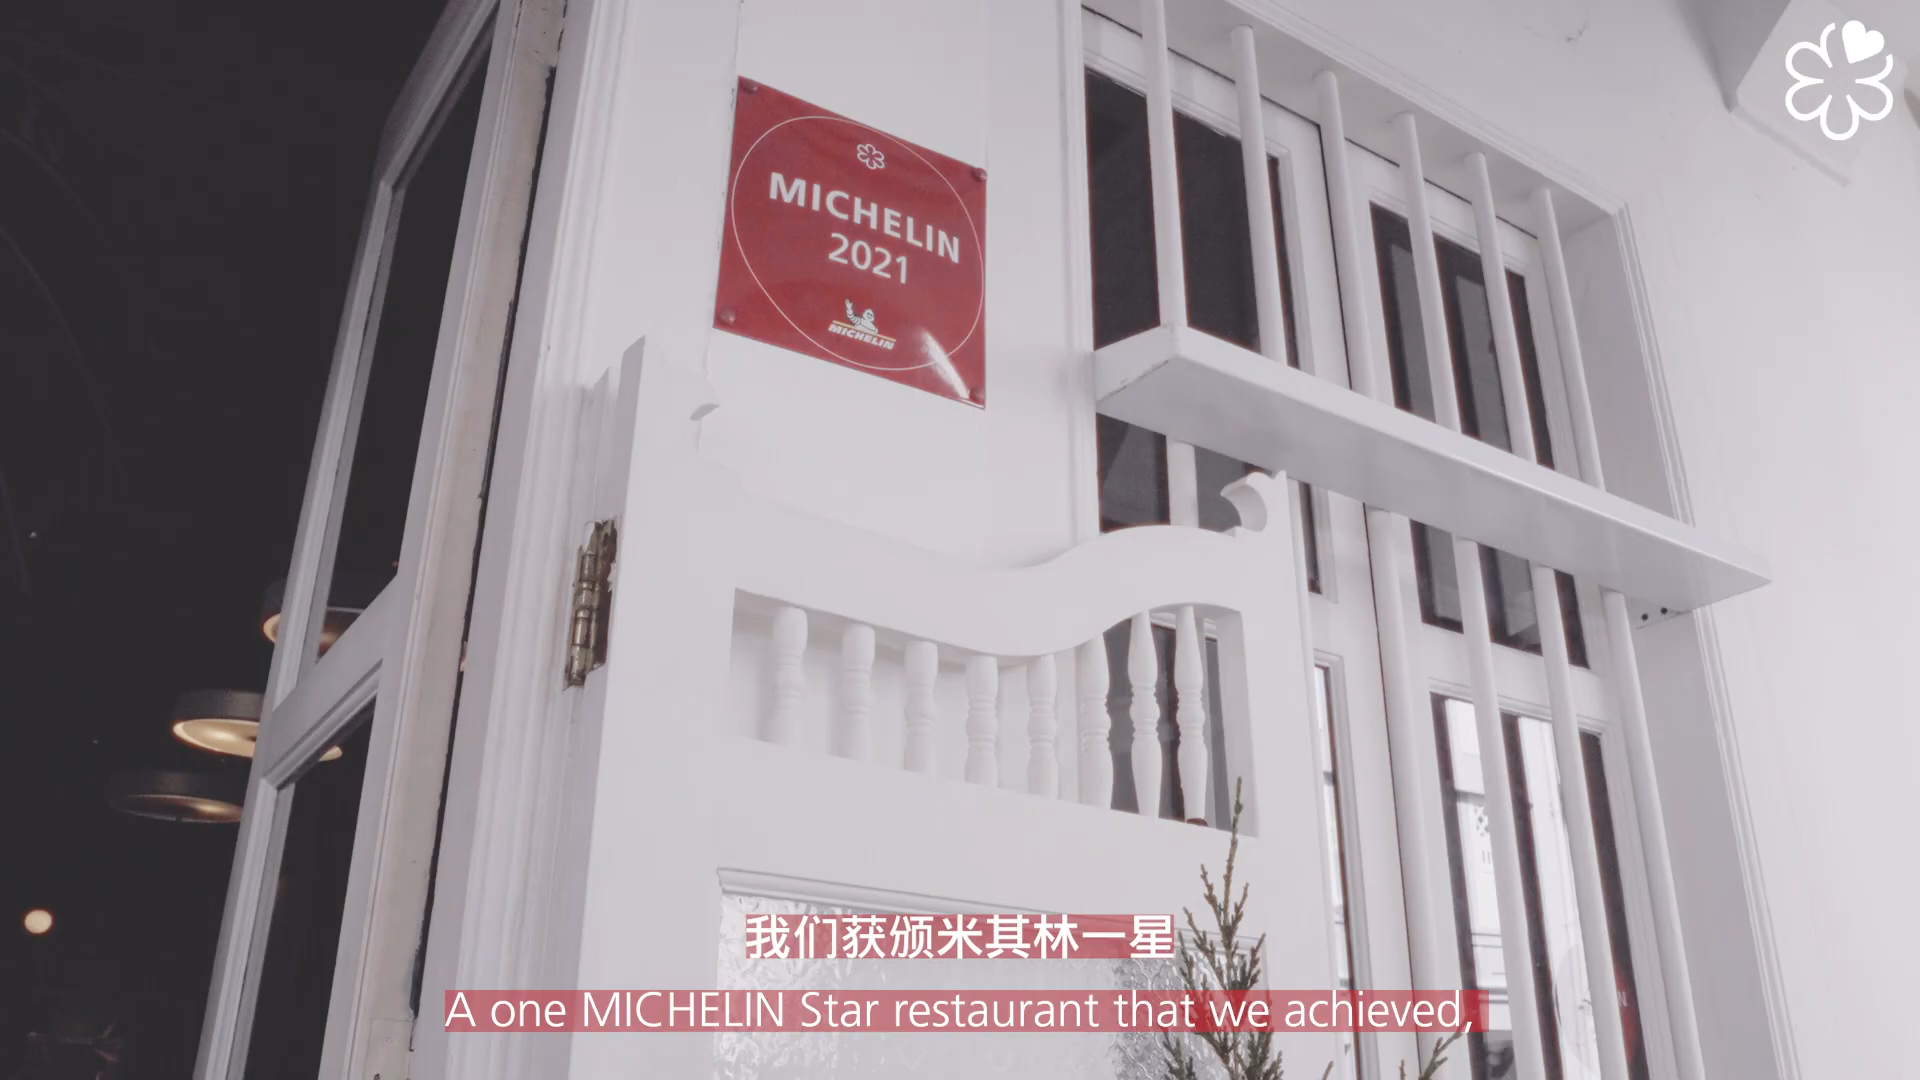 MICHELIN
2021
MICHELIN
我们获颁米其林一星
A one MICHELIN Star restaurant that we achieved,